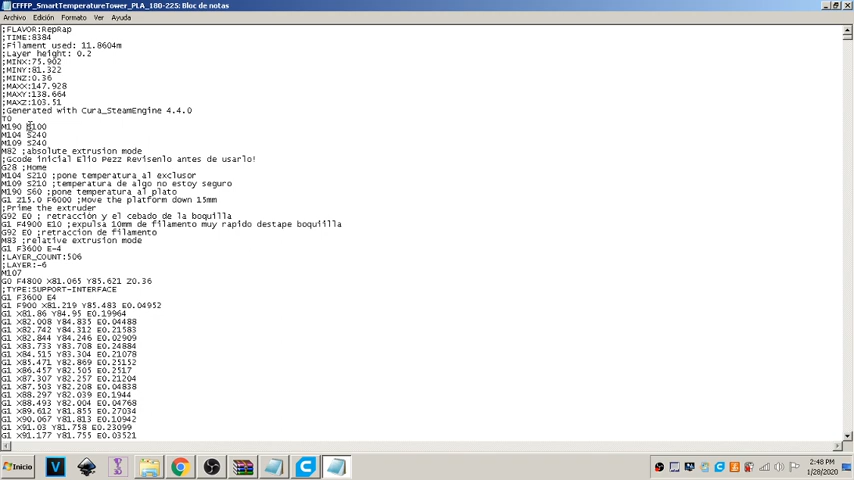 CFFFP_SmartTemperatureTower_PLA_180-225: Bloc de notas
Archivo Edición Formato Ver Ayuda
;FLAVOR:RepRap
;TIME:8384
;Filament used: 11.8604m
;Layer height: 0.2
;MINX:75.902
;MINY:81.322
;MINZ:0.36
;MAXX:147.928
;MAXY:138.664
;MAXZ:103.51
;Generated with Cura_SteamEngine 4.4.0
T0
M190 S100
M104 S240
M109 S240
M82 ;absolute extrusion mode
;Gcode inicial Elio Pezz Revisenlo antes de usarlo!
G28 ;Home
M104 S210 ;pone temperatura al exclusor
M109 S210 ;temperatura de algo no estoy seguro
M190 S60 ;pone temperatura al plato
G1 Z15.0 F6000 ;Move the platform down 15mm
;Prime the extruder
G92 E0 ; retracción y el cebado de la boquilla
G1 F4900 E10 ;expulsa 10mm de filamento muy rapido destape boquiilla
G92 E0 ;retraccion de filamento
M83 ;relative extrusion mode
G1 F3600 E-4
;LAYER_COUNT:506
;LAYER:-6
M107
G0 F4800 X81.065 Y85.621 Z0.36
;TYPE:SUPPORT-INTERFACE
G1 F3600 E4
G1 F900 X81.219 Y85.483 E0.04952
G1 X81.86 Y84.95 E0.19964
G1 X82.008 Y84.835 E0.04488
G1 X82.742 Y84.312 E0.21583
G1 X82.844 Y84.246 E0.02909
G1 X83.733 Y83.708 E0.24884
G1 X84.515 Y83.304 E0.21078
G1 X85.471 Y82.869 E0.25152
G1 X86.457 Y82.505 E0.2517
G1 X87.307 Y82.257 E0.21204
G1 X87.503 Y82.208 E0.04838
G1 X88.297 Y82.039 E0.1944
G1 X88.493 Y82.004 E0.04768
G1 X89.612 Y81.855 E0.27034
G1 X90.067 Y81.813 E0.10942
G1 X91.03 Y81.758 E0.23099
G1 X91.177 Y81.755 E0.03521
Inicio
2:48 PM
1/28/2020